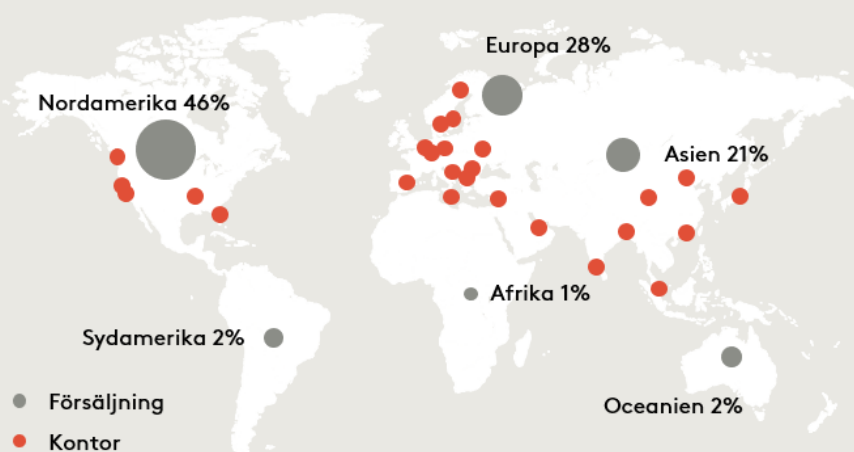 Europa 28%
Nordamerika 46%
Asien 21%
Afrika 1%
Sydamerika 2%
Oceanien 2%
Försäljning
Kontor